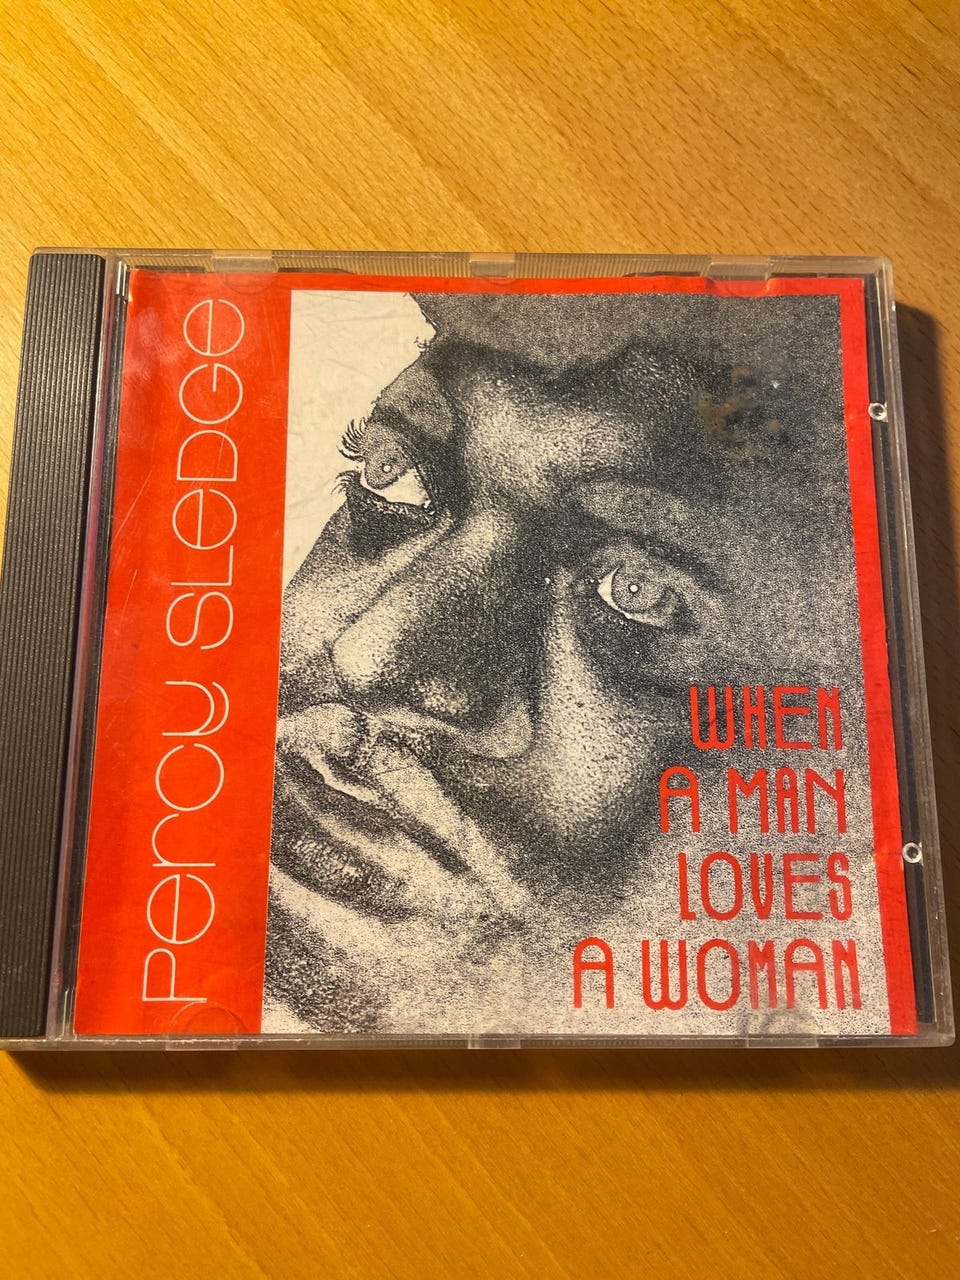 Percy Sledge
WHEN
A MAN
LOVES
A WOMAN